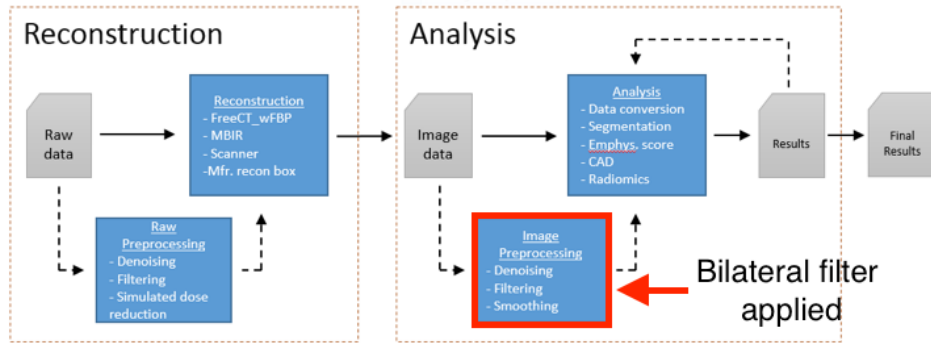 Reconstruction
Raw
data
Reconstruction
- FreeCT_wFBP
- MBIR
- Scanner
-Mfr. recon box
Raw
Preprocessing
- Denoising
- Filtering
- Simulated dose
reduction
Analysis
Image
data
Analysis
- Data conversion
- Segmentation
- Emphys. score
- CAD
- Radiomics
Image
Preprocessing
- Denoising
- Filtering
- Smoothing
Results
Final
Results
Bilateral filter
applied